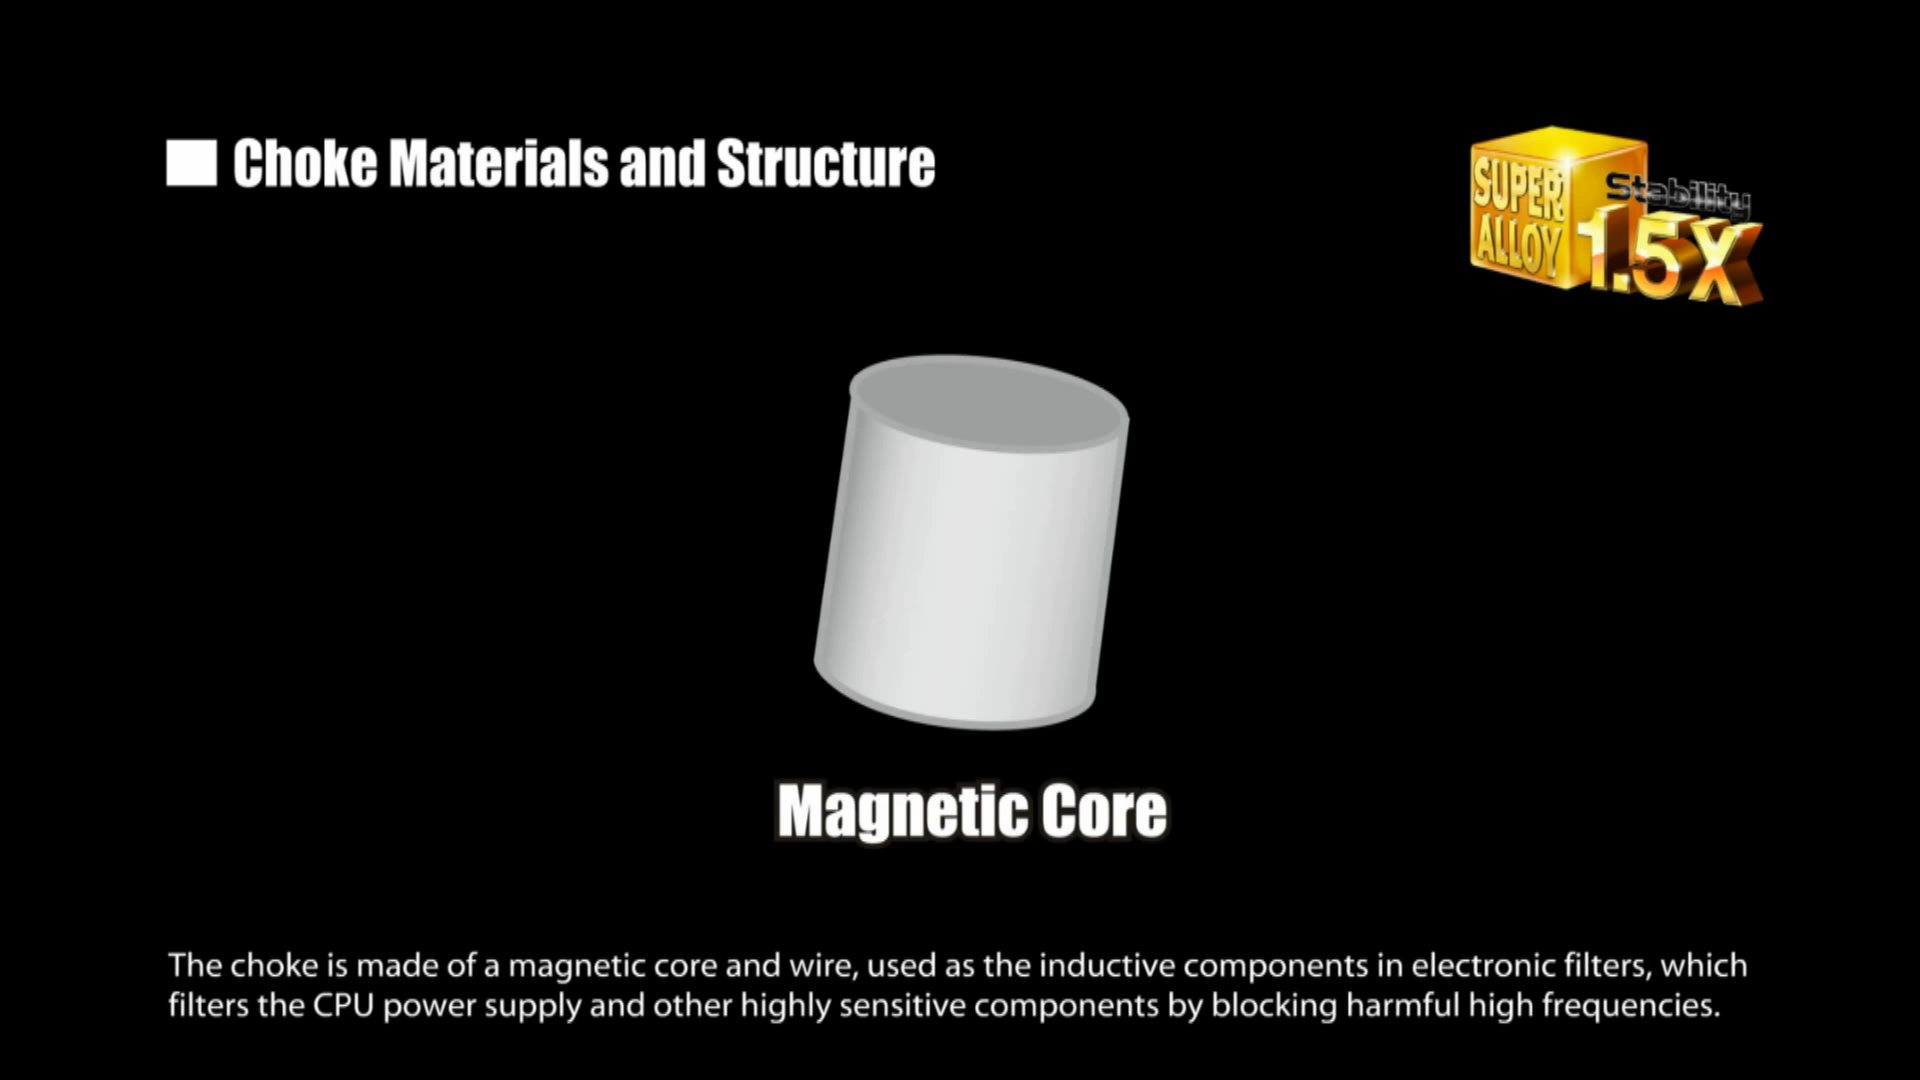 Choke Materials and Structure
SUPER
ALLOY
Stability
1.5X
Magnetic Core
The choke is made of a magnetic core and wire, used as the inductive components in electronic filters, which
filters the CPU power supply and other highly sensitive components by blocking harmful high frequencies.